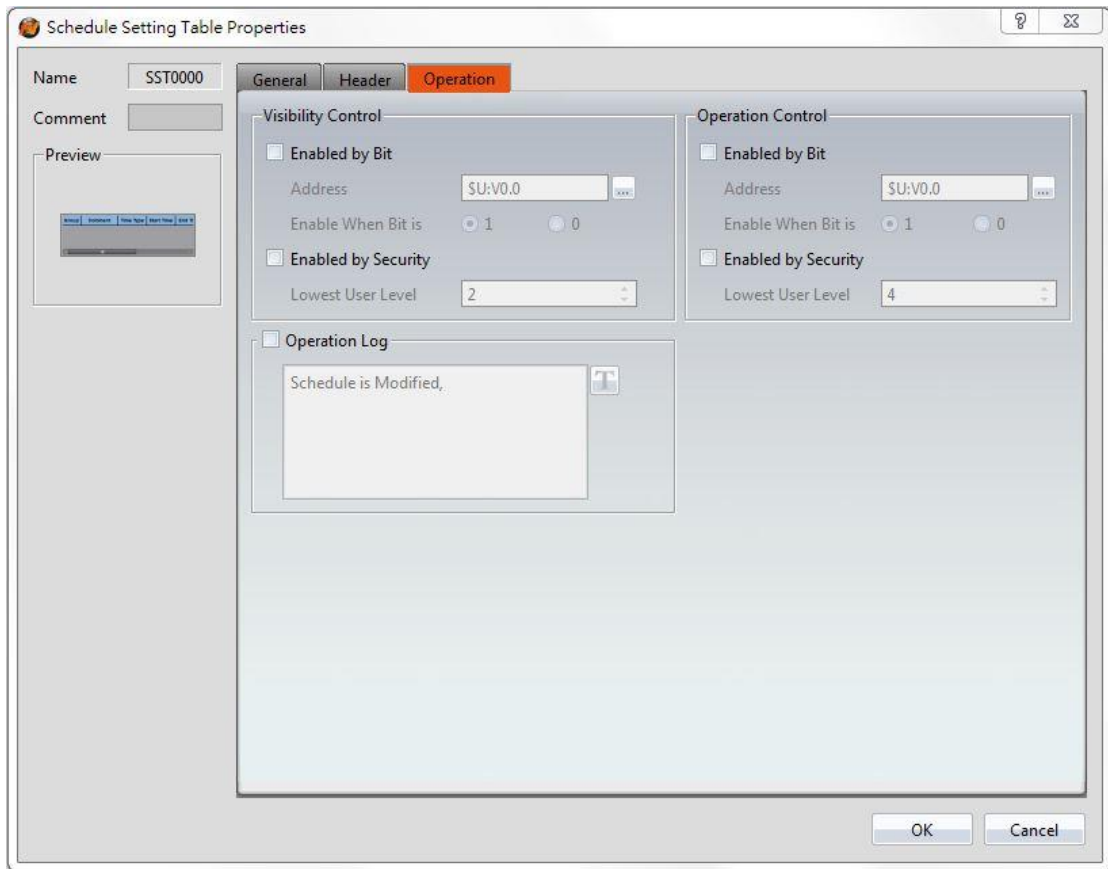 Schedule Setting Table Properties
Name SST0000
Comment
Preview
General Header Operation
Visibility Control
Enabled by Bit
Address $U:V0.0 ...
Enable When Bit is 1 0
Enabled by Security
Lowest User Level 2
Operation Control
Enabled by Bit
Address $U:V0.0 ...
Enable When Bit is 1 0
Enabled by Security
Lowest User Level 4
Operation Log
Schedule is Modified,
T
OK Cancel